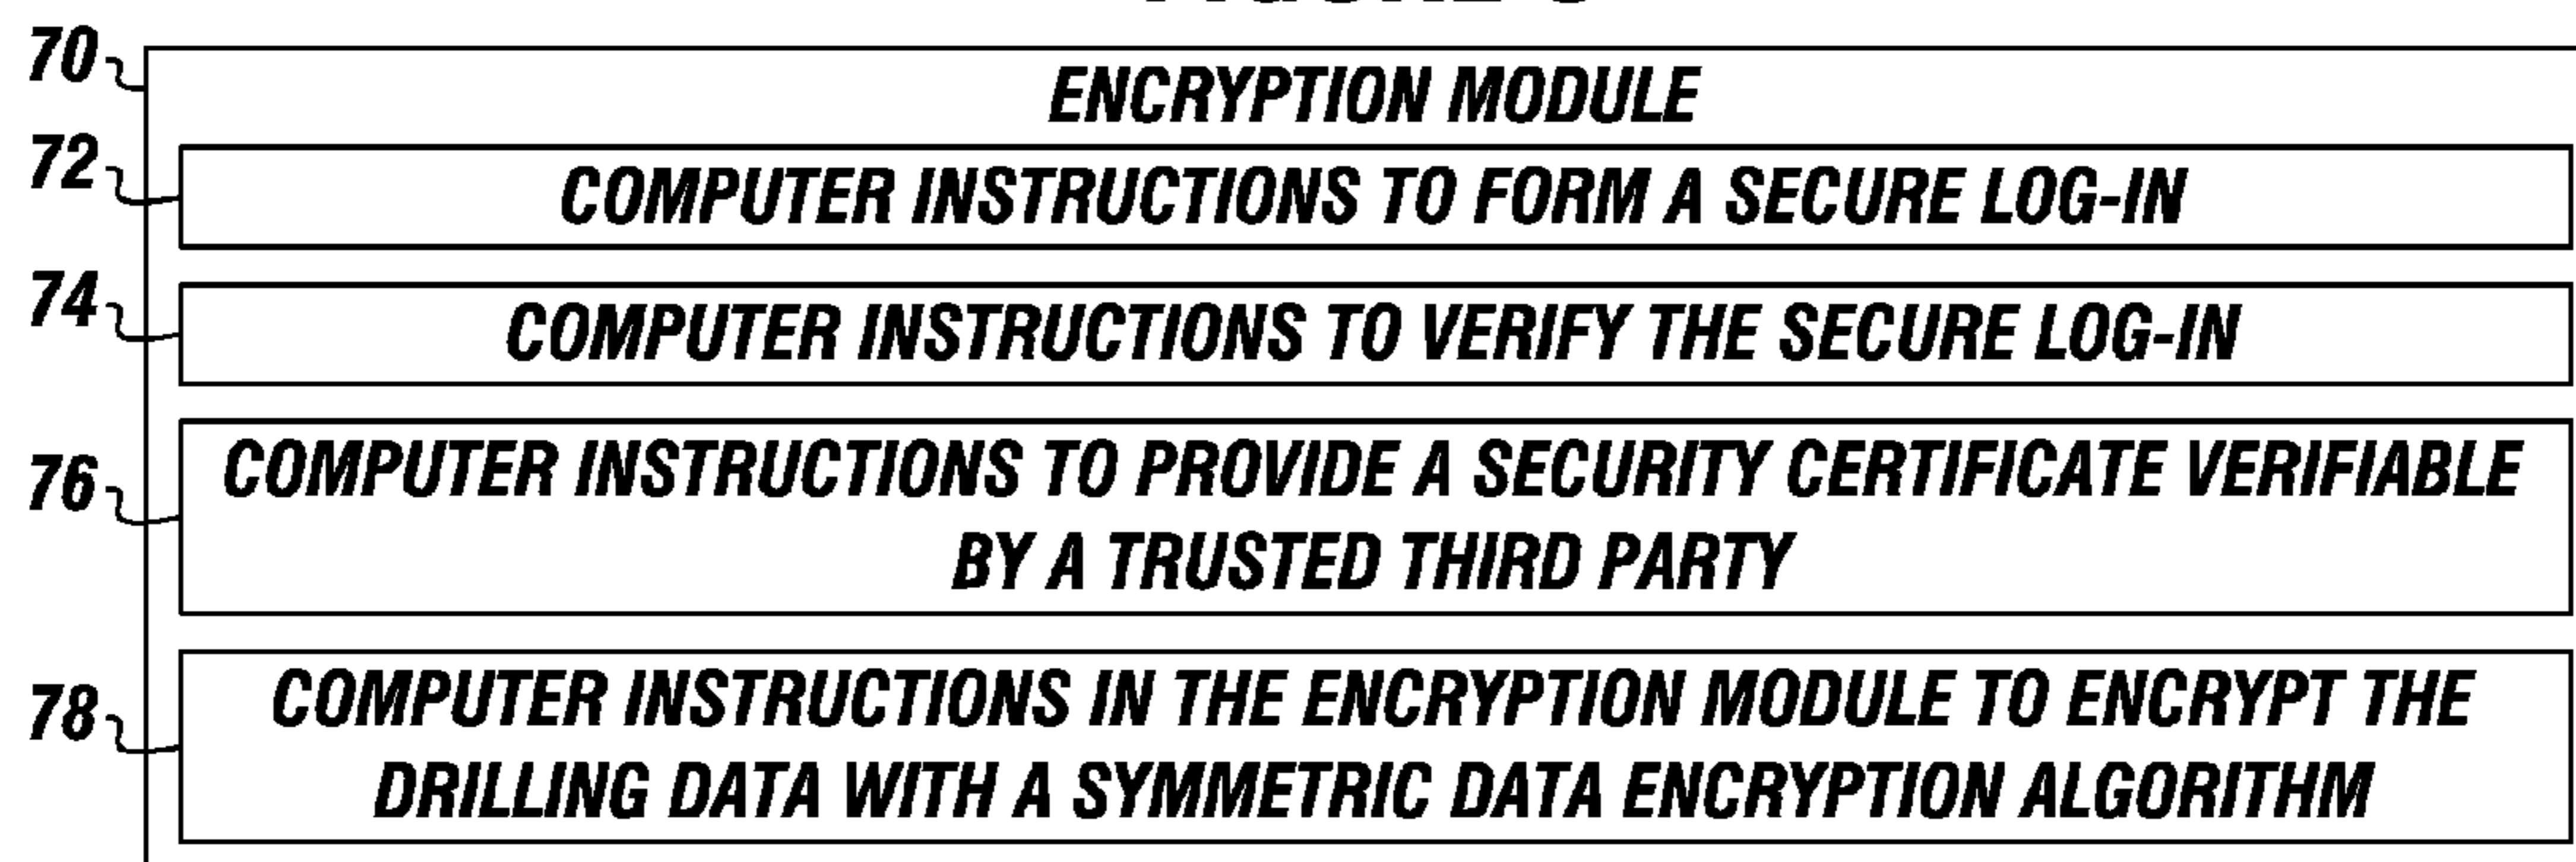 70
ENCRYPTION MODULE
72
COMPUTER INSTRUCTIONS TO FORM A SECURE LOG-IN
74
COMPUTER INSTRUCTIONS TO VERIFY THE SECURE LOG-IN
76
COMPUTER INSTRUCTIONS TO PROVIDE A SECURITY CERTIFICATE VERIFIABLE
BY A TRUSTED THIRD PARTY
78
COMPUTER INSTRUCTIONS IN THE ENCRYPTION MODULE TO ENCRYPT THE
DRILLING DATA WITH A SYMMETRIC DATA ENCRYPTION ALGORITHM